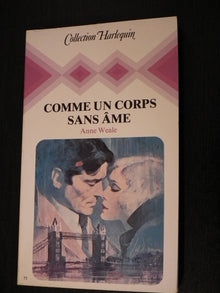 Collection Harlequin
COMME UN CORPS
SANS ÂME
Anne Weale